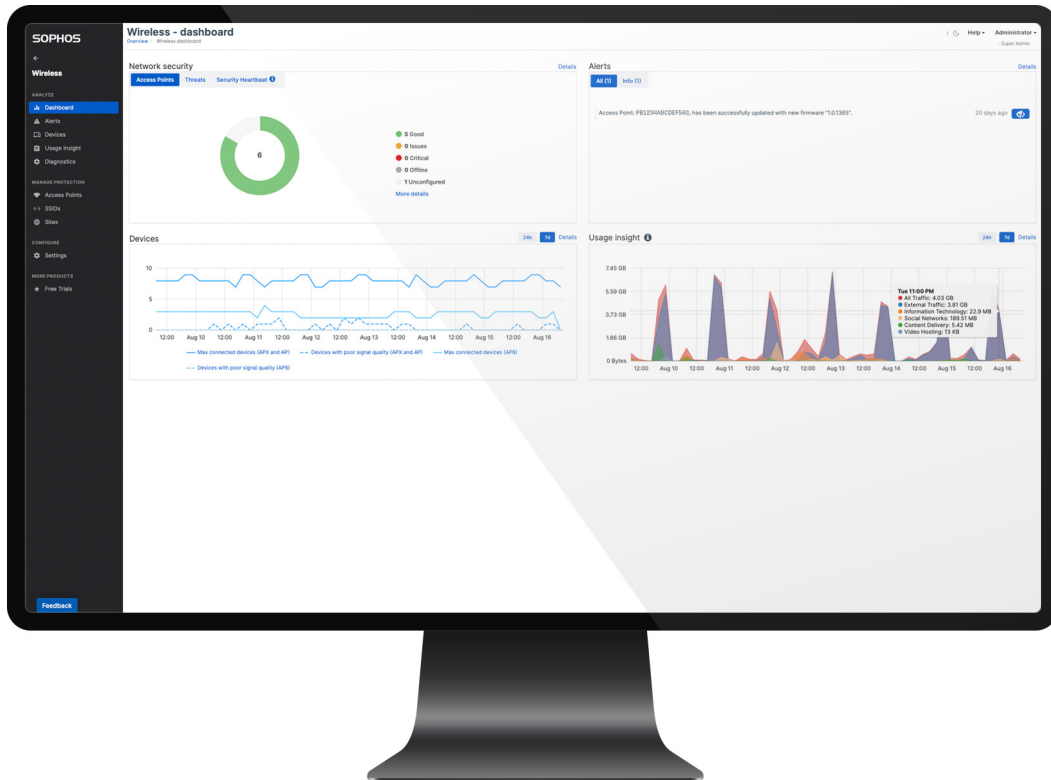 SOPHOS
Wireless
ANALYZE
Dashboard
Alerts
Devices
Usage Insight
Diagnostics
MANAGE PROTECTION
Access Points
SSIDs
Sites
CONFIGURE
Settings
MORE PRODUCTS
Free Trials
Feedback
Wireless - dashboard
Overview / Wireless dashboard
Help
Administrator
- Super Admin
Network security
Details
Access Points Threats Security Heartbeat
6
5 Good
0 Issues
0 Critical
0 Offline
1 Unconfigured
More details
Alerts
Details
All (1) Info (1)
Access Point: PB1234ABCDEF56G, has been successfully updated with new firmware "1.0.1365". 20 days ago
Devices
24h 7d Details
10
5
0
12:00 Aug 10 12:00 Aug 11 12:00 Aug 12 12:00 Aug 13 12:00 Aug 14 12:00 Aug 15 12:00 Aug 16
Max connected devices (APX and AP) Devices with poor signal quality (APX and AP) Max connected devices (AP6)
Devices with poor signal quality (AP6)
Usage insight
24h 7d Details
7.45 GB
5.59 GB
3.73 GB
1.86 GB
0 Bytes
12:00 Aug 10 12:00 Aug 11 12:00 Aug 12 12:00 Aug 13 12:00 Aug 14 12:00 Aug 15 12:00 Aug 16
Tue 11:00 PM
All Traffic: 4.03 GB
External Traffic: 3.81 GB
Information Technology: 22.9 MB
Social Networks: 189.51 MB
Content Delivery: 5.42 MB
Video Hosting: 13 KB